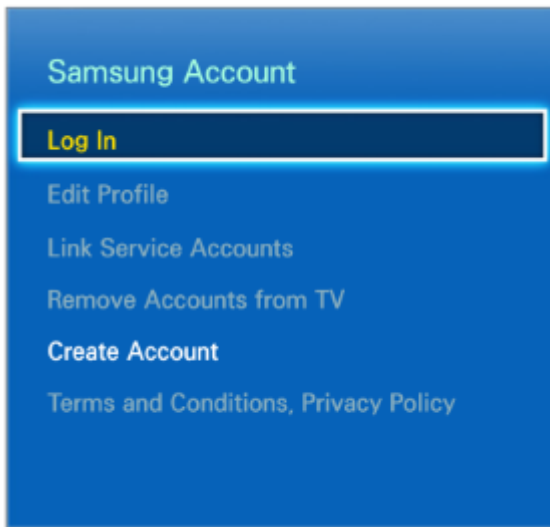 Samsung Account
Log In
Edit Profile
Link Service Accounts
Remove Accounts from TV
Create Account
Terms and Conditions, Privacy Policy